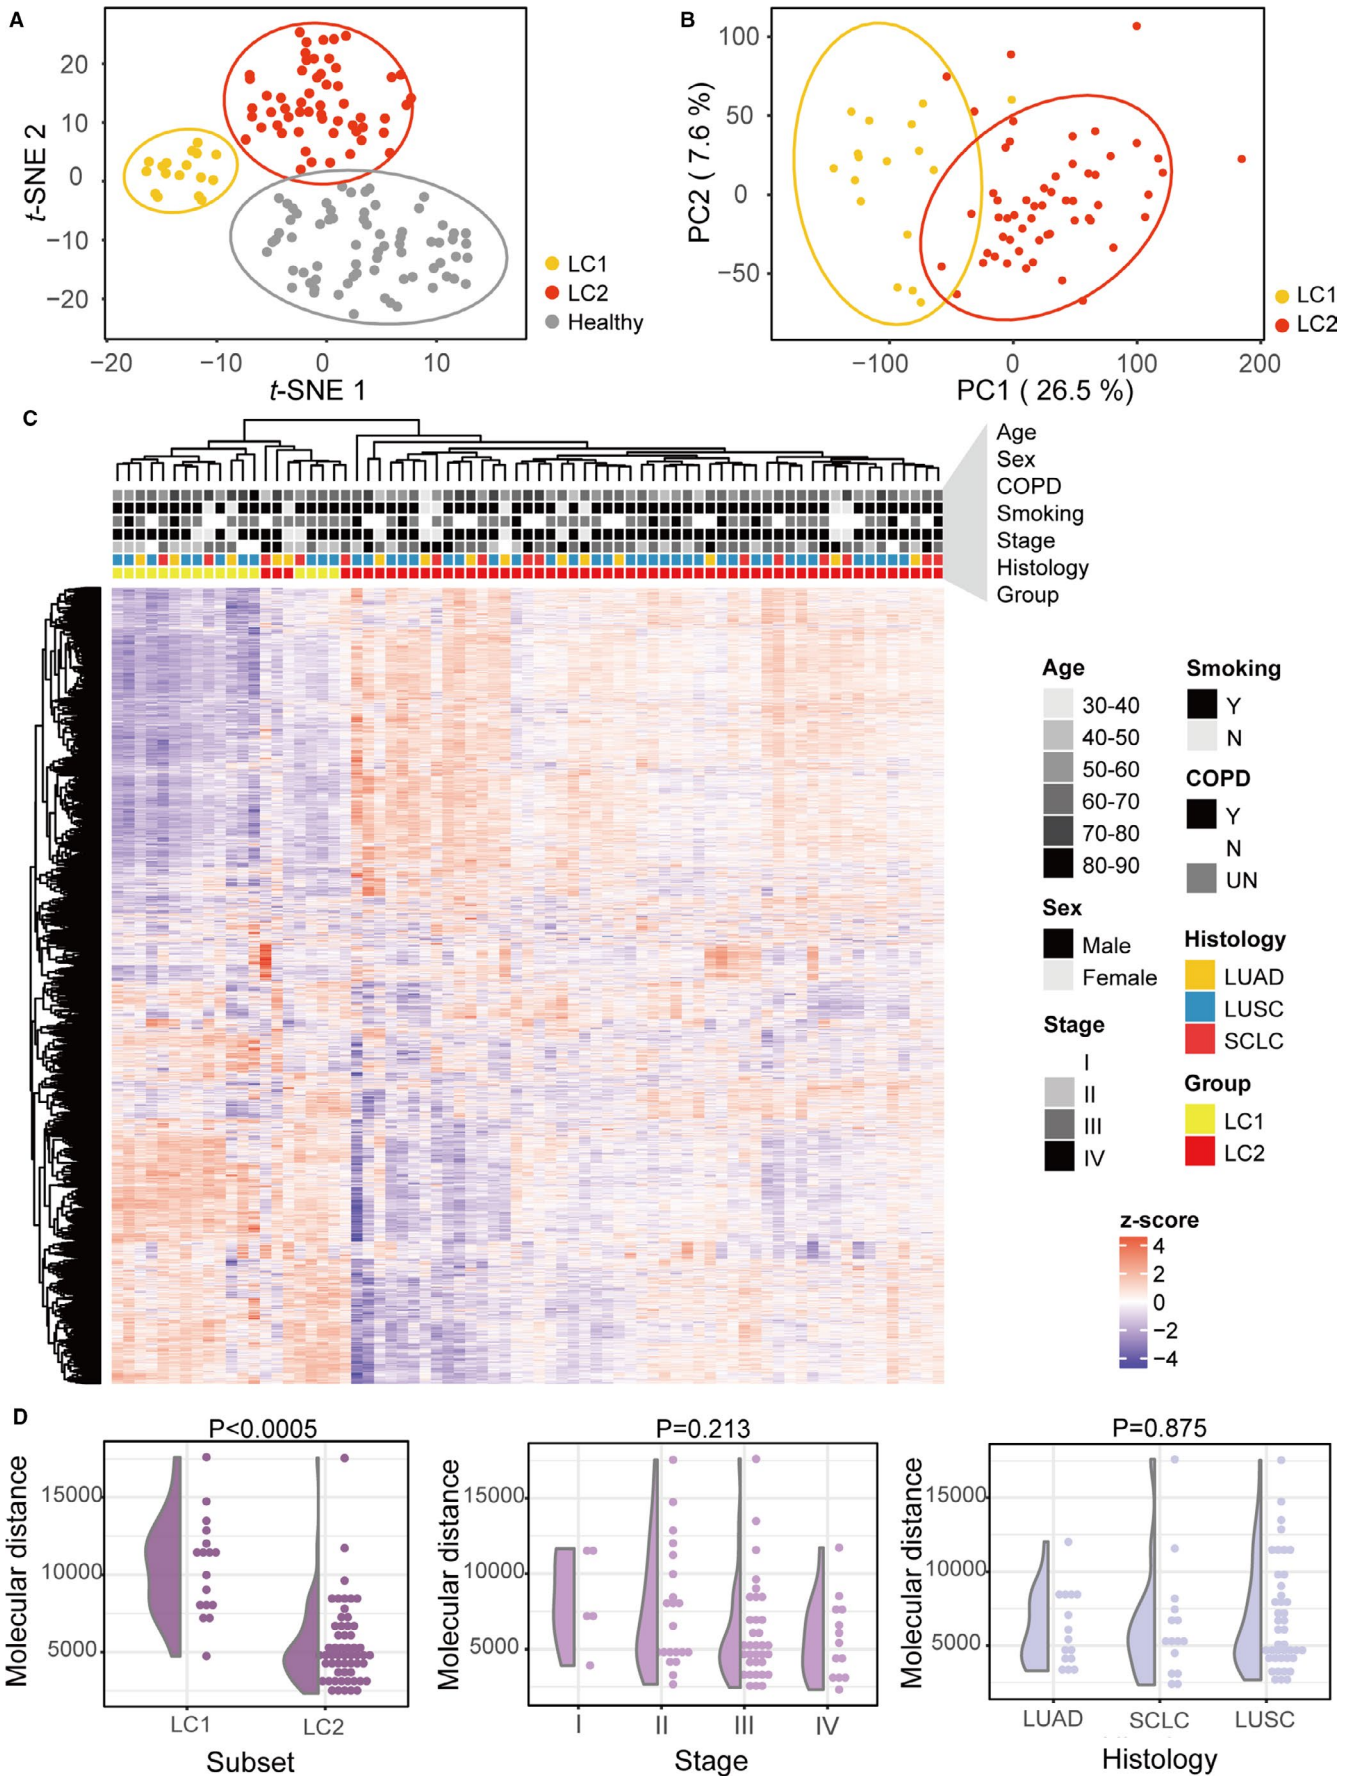 A
t-SNE 2
20
10
0
−10
−20
−20
−10
0
10
t-SNE 1
LC1
LC2
Healthy
B
PC2 ( 7.6 %)
100
50
0
−50
−100
0
100
200
PC1 ( 26.5 %)
LC1
LC2
C
Age
Sex
COPD
Smoking
Stage
Histology
Group
Age
30-40
40-50
50-60
60-70
70-80
80-90
Sex
Male
Female
Stage
I
II
III
IV
Smoking
Y
N
COPD
Y
N
UN
Histology
LUAD
LUSC
SCLC
Group
LC1
LC2
z-score
4
2
0
−2
−4
D
P<0.0005
Molecular distance
15000
10000
5000
LC1
LC2
Subset
P=0.213
Molecular distance
15000
10000
5000
I
II
III
IV
Stage
P=0.875
Molecular distance
15000
10000
5000
LUAD
SCLC
LUSC
Histology